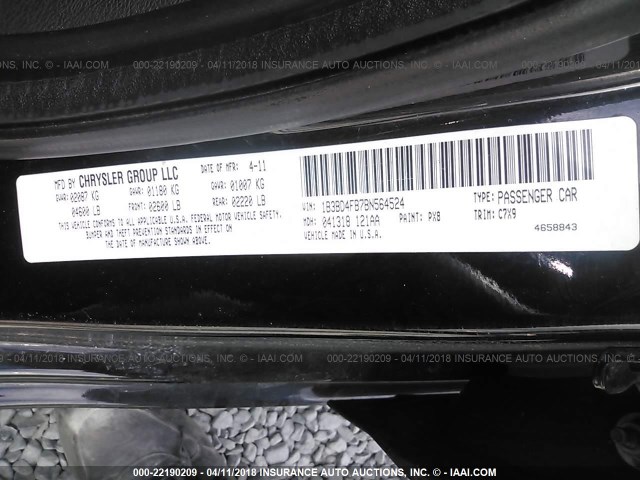 000-22190209 - 04/11/2018 INSURANCE AUTO AUCTIONS, INC. - © IAAI.COM
MFD BY CHRYSLER GROUP LLC DATE OF MFR: 4-11
GVWR: 02087 KG GAWR: 01180 KG GAWR: 01007 KG
04600 LB FRONT: 02600 LB REAR: 02220 LB
THIS VEHICLE CONFORMS TO ALL APPLICABLE U.S.A. FEDERAL MOTOR VEHICLE SAFETY,
BUMPER AND THEFT PREVENTION STANDARDS IN EFFECT ON
THE DATE OF MANUFACTURE SHOWN ABOVE.
VIN: 1B3BD4FB7BN564524 TYPE: PASSENGER CAR
MDH: 041318 121AA PAINT: PX8 TRIM: C7X9
VEHICLE MADE IN U.S.A. 4658843
000-22190209 - 04/11/2018 INSURANCE AUTO AUCTIONS, INC. - © IAAI.COM
000-22190209 - 04/11/2018 INSURANCE AUTO AUCTIONS, INC. - © IAAI.COM